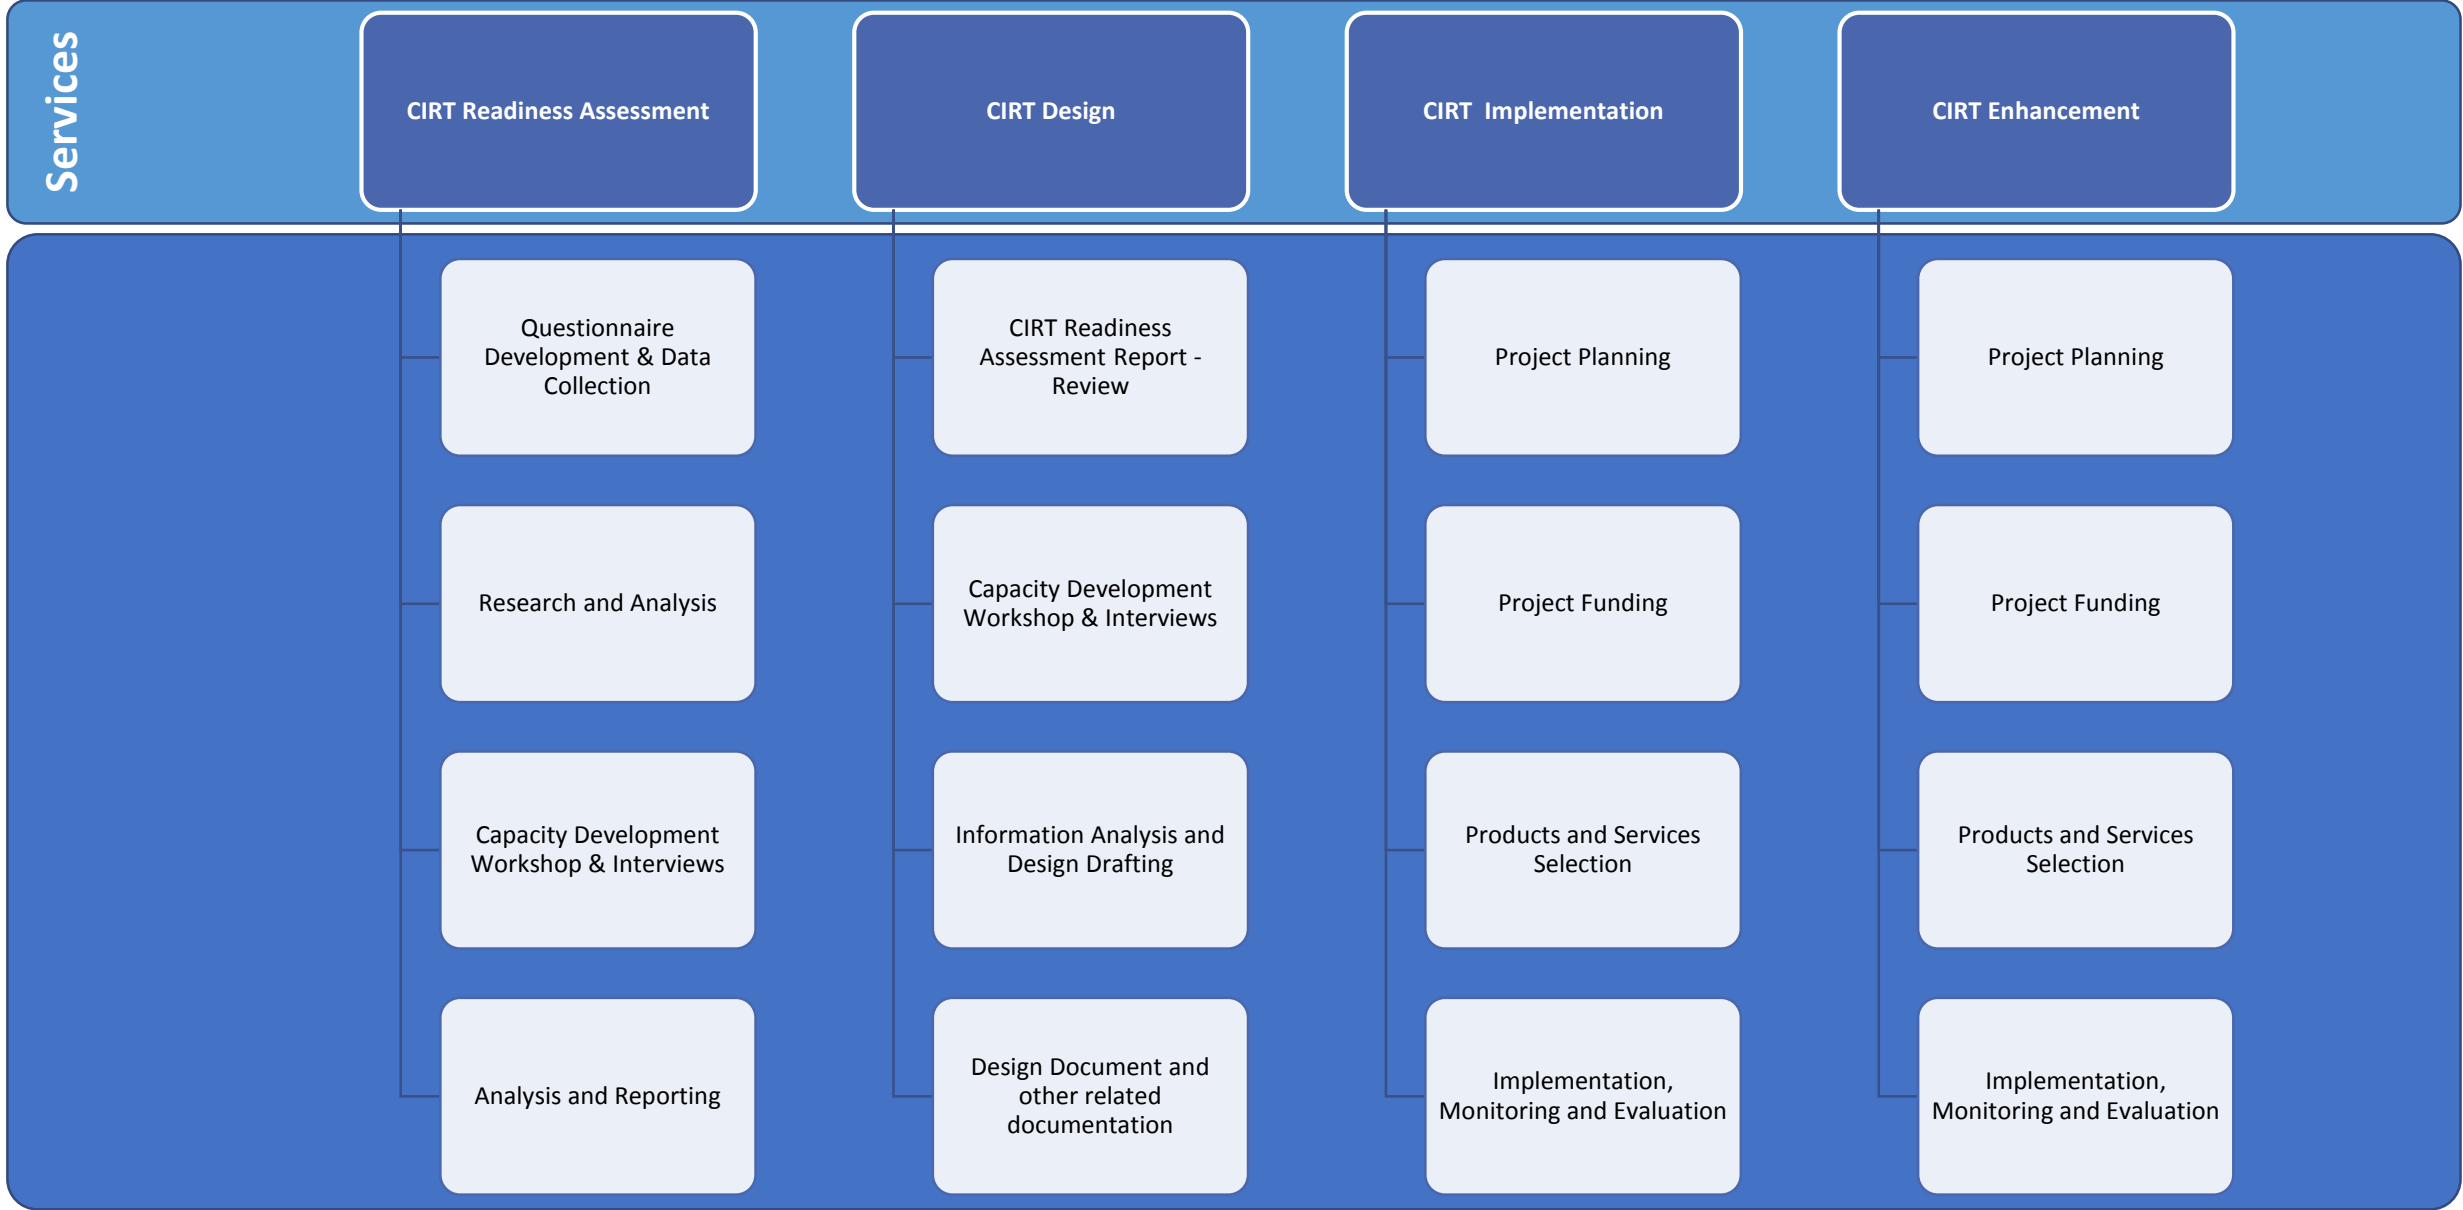 Services
CIRT Readiness Assessment
CIRT Design
CIRT  Implementation
CIRT Enhancement
Questionnaire
Development & Data
Collection
Research and Analysis
Capacity Development
Workshop & Interviews
Analysis and Reporting
CIRT Readiness
Assessment Report -
Review
Capacity Development
Workshop & Interviews
Information Analysis and
Design Drafting
Design Document and
other related
documentation
Project Planning
Project Funding
Products and Services
Selection
Implementation,
Monitoring and Evaluation
Project Planning
Project Funding
Products and Services
Selection
Implementation,
Monitoring and Evaluation